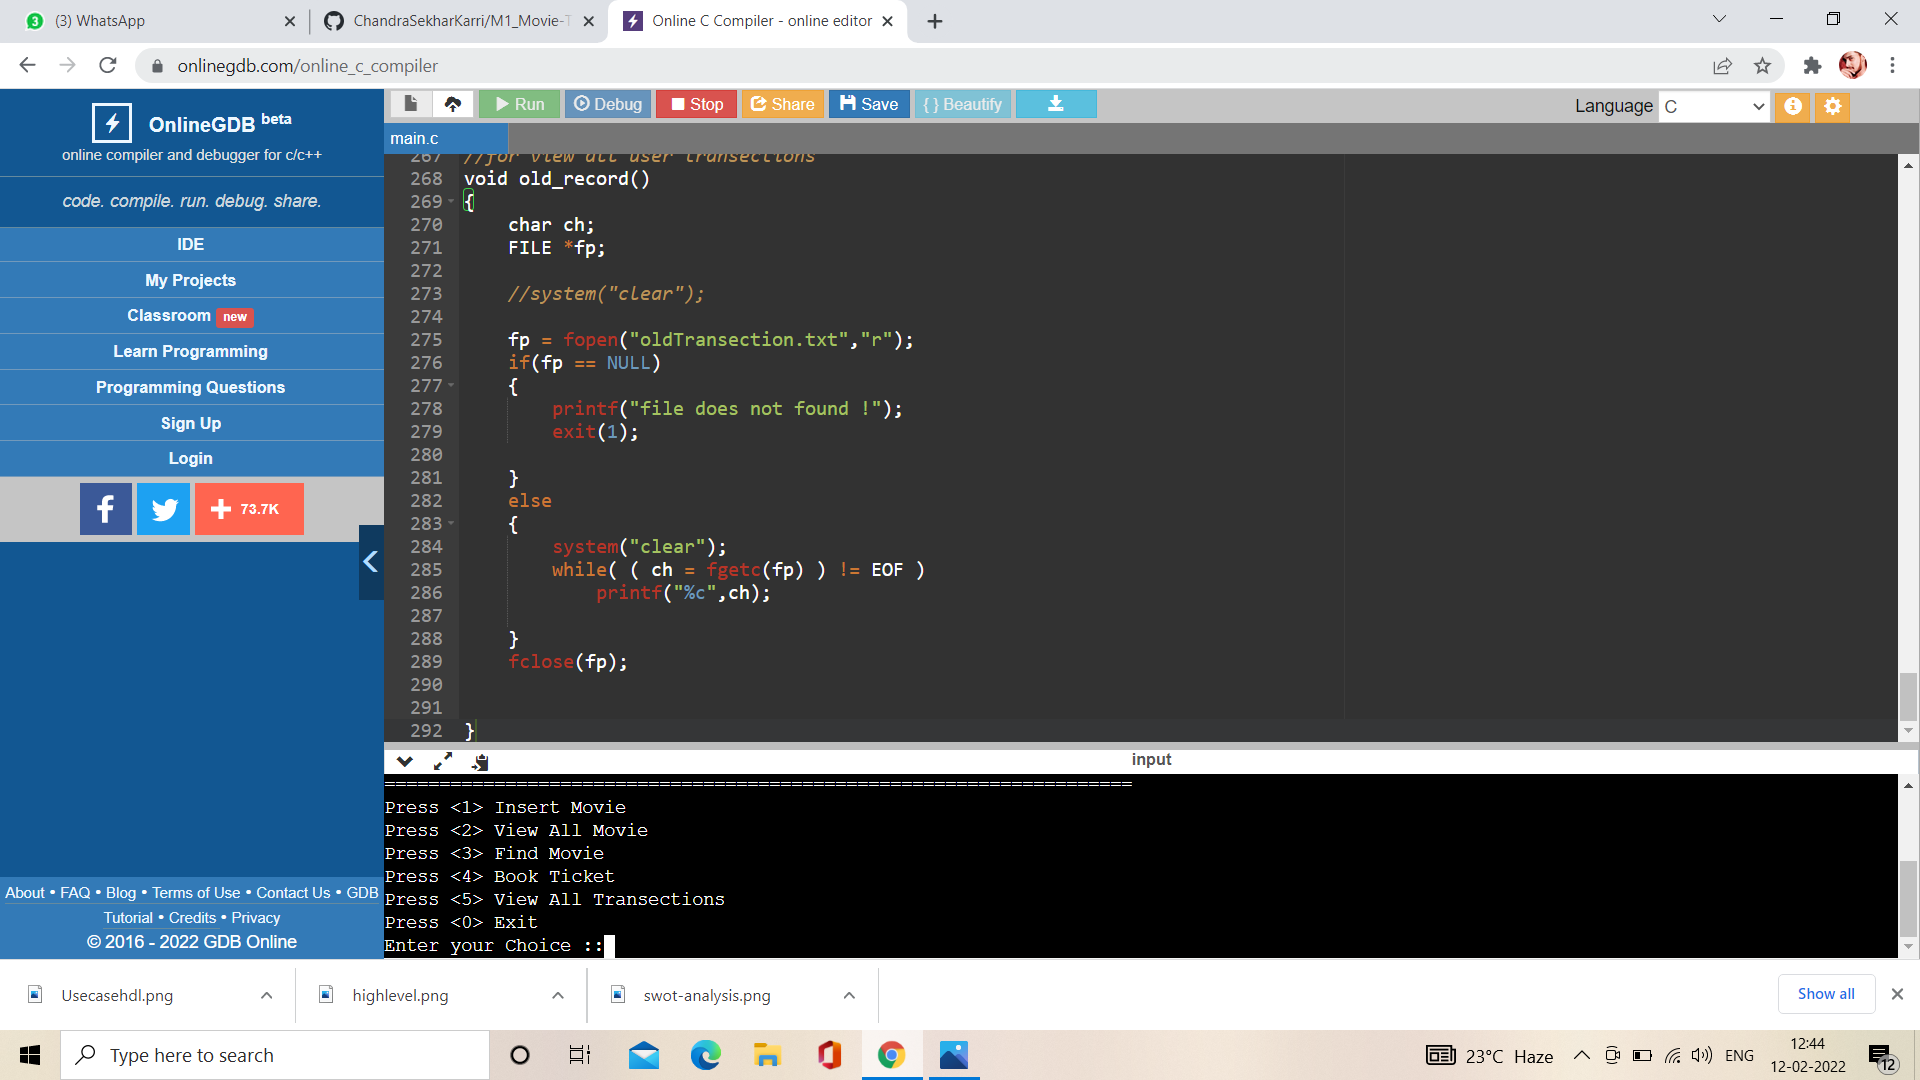 (3) WhatsApp
ChandraSekharKarri/M1_Movie-T
Online C Compiler - online editor
onlinegdb.com/online_c_compiler
OnlineGDB beta
online compiler and debugger for c/c++
code. compile. run. debug. share.
IDE
My Projects
Classroom new
Learn Programming
Programming Questions
Sign Up
Login
73.7K
About • FAQ • Blog • Terms of Use • Contact Us • GDB
Tutorial • Credits • Privacy
© 2016 - 2022 GDB Online
Run Debug Stop Share Save {} Beautify
Language C
main.c
267 //for view all user transections
268 void old_record()
269 {
270 char ch;
271 FILE *fp;
272
273 //system("clear");
274
275 fp = fopen("oldTransection.txt","r");
276 if(fp == NULL)
277 {
278 printf("file does not found !");
279 exit(1);
280
281 }
282 else
283 {
284 system("clear");
285 while( ( ch = fgetc(fp) ) != EOF )
286 printf("%c",ch);
287
288 }
289 fclose(fp);
290
291
292 }
input
====================================================================
Press <1> Insert Movie
Press <2> View All Movie
Press <3> Find Movie
Press <4> Book Ticket
Press <5> View All Transections
Press <0> Exit
Enter your Choice ::
Usecasehdl.png
highlevel.png
swot-analysis.png
Show all
Type here to search
23°C Haze
ENG
12:44
12-02-2022
12